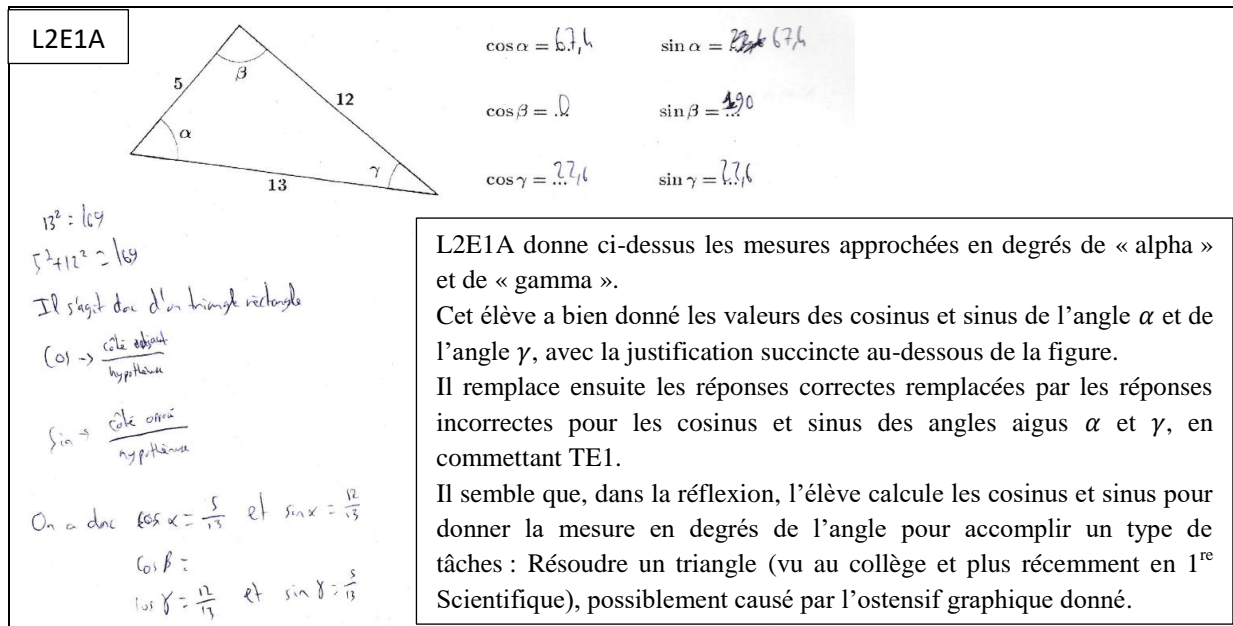 L2E1A
5
β
12
α
13
γ
cos α = 67,4 sin α = 67,4
cos β = 0 sin β = 90
cos γ = 22,6 sin γ = 22,6
13² = 169
5² + 12² = 169
Il s'agit donc d'un triangle rectangle
Cos → côté adjacent
hypothénuse
Sin → côté opposé
hypothénuse
On a donc cos α = 5/13 et sin α = 12/13
Cos β =
cos γ = 12/13 et sin γ = 5/13
L2E1A donne ci-dessus les mesures approchées en degrés de « alpha »
et de « gamma ».
Cet élève a bien donné les valeurs des cosinus et sinus de l'angle α et de
l'angle γ, avec la justification succincte au-dessous de la figure.
Il remplace ensuite les réponses correctes remplacées par les réponses
incorrectes pour les cosinus et sinus des angles aigus α et γ, en
commettant TE1.
Il semble que, dans la réflexion, l'élève calcule les cosinus et sinus pour
donner la mesure en degrés de l'angle pour accomplir un type de
tâches : Résoudre un triangle (vu au collège et plus récemment en 1re
Scientifique), possiblement causé par l'ostensif graphique donné.